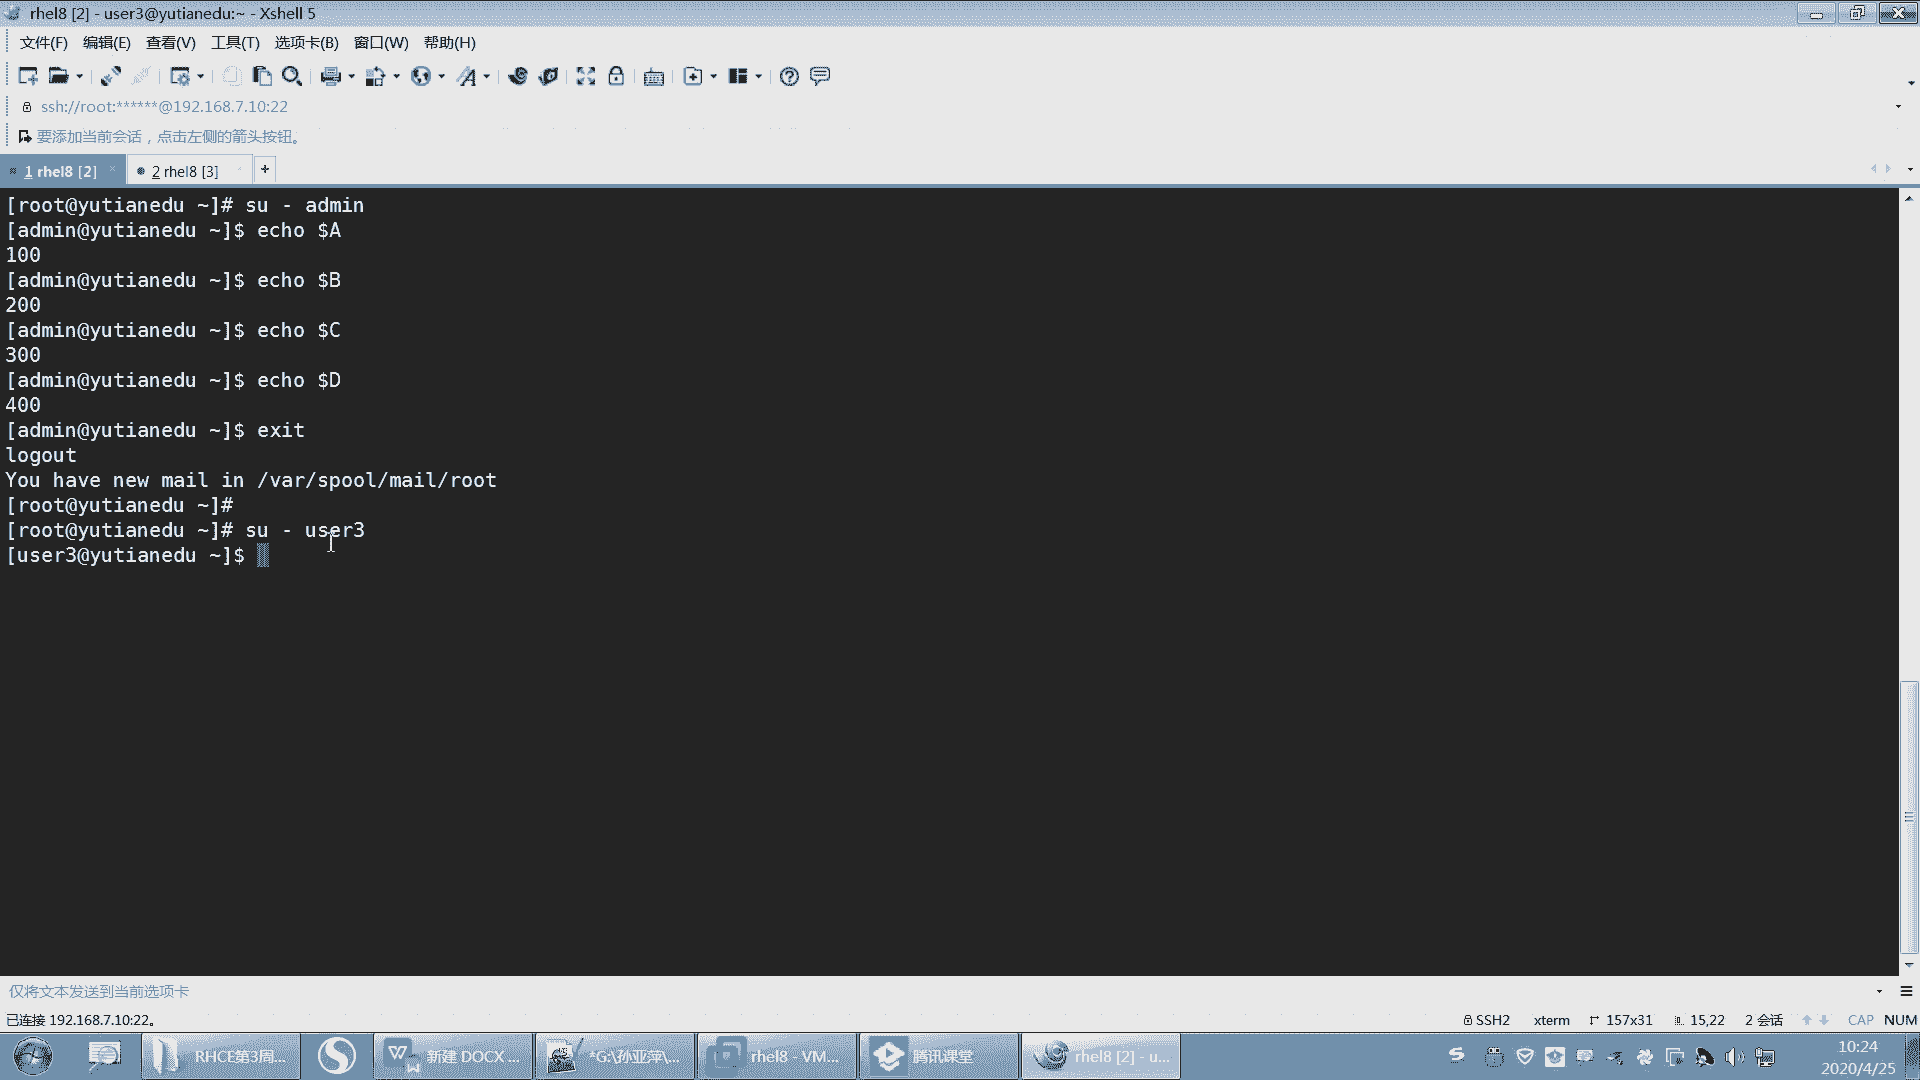 rhel8 [2] - user3@yutianedu:~ - Xshell 5
文件(F) 编辑(E) 查看(V) 工具(T) 选项卡(B) 窗口(W) 帮助(H)
ssh://root:******@192.168.7.10:22
要添加当前会话，点击左侧的箭头按钮。
1 rhel8 [2] 2 rhel8 [3] +
[root@yutianedu ~]# su - admin
[admin@yutianedu ~]$ echo $A
100
[admin@yutianedu ~]$ echo $B
200
[admin@yutianedu ~]$ echo $C
300
[admin@yutianedu ~]$ echo $D
400
[admin@yutianedu ~]$ exit
logout
You have new mail in /var/spool/mail/root
[root@yutianedu ~]#
[root@yutianedu ~]# su - user3
[user3@yutianedu ~]$
仅将文本发送到当前选项卡
已连接 192.168.7.10:22。 SSH2 xterm 157x31 15,22 2 会话 CAP NUM
RHCE第3周... 新建 DOCX ... *G:\孙亚萍\... rhel8 - VM... 腾讯课堂 rhel8 [2] - u... 10:24
2020/4/25